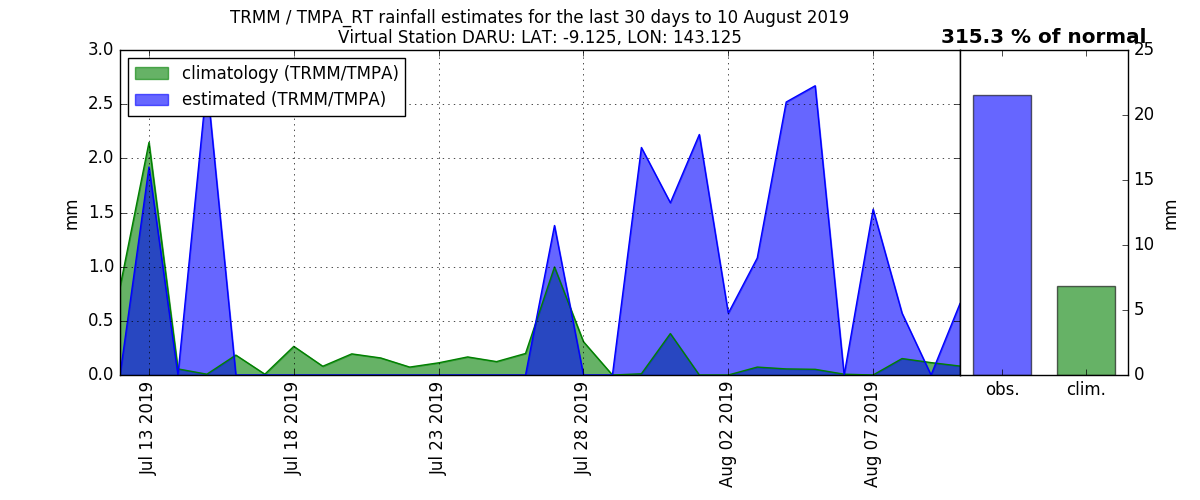 TRMM / TMPA_RT rainfall estimates for the last 30 days to 10 August 2019
Virtual Station DARU: LAT: -9.125, LON: 143.125
315.3 % of normal
climatology (TRMM/TMPA)
estimated (TRMM/TMPA)
3.0
2.5
2.0
1.5
1.0
0.5
0.0
mm
Jul 13 2019
Jul 18 2019
Jul 23 2019
Jul 28 2019
Aug 02 2019
Aug 07 2019
25
20
15
10
5
0
mm
obs.
clim.